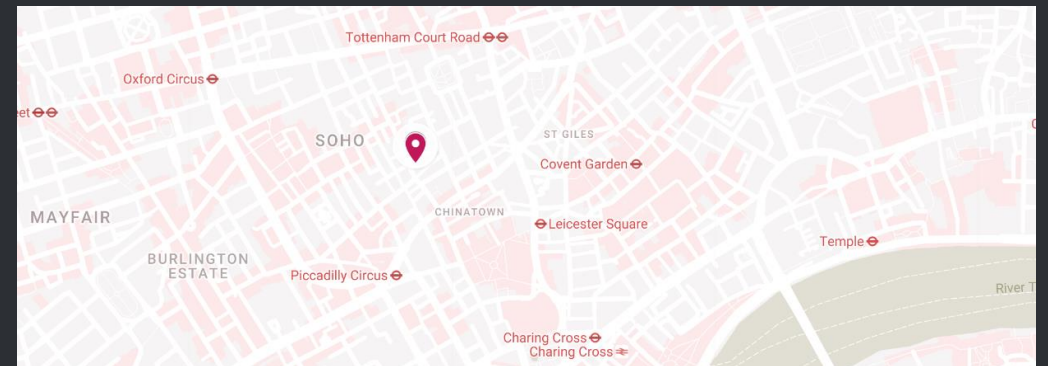 Tottenham Court Road
Oxford Circus
eet
SOHO
ST GILES
Covent Garden
MAYFAIR
CHINATOWN
Leicester Square
BURLINGTON
ESTATE
Temple
Piccadilly Circus
River T
Charing Cross
Charing Cross